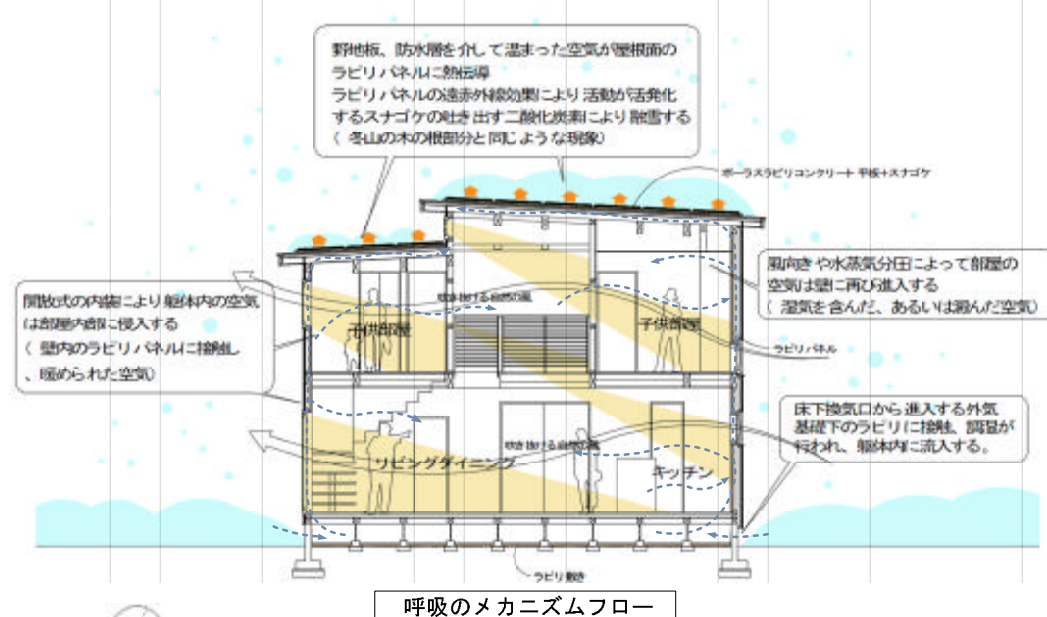 野地板、防水層を介して温まった空気が屋根面の
ラピリパネルに熱伝導
ラピリパネルの遠赤外線効果により活動が活発化
するスナゴケの吐き出す二酸化炭素により融雪する
（ 冬山の木の根部分と同じような現象）
ポーラスラピリコンクリート平板+スナゴケ
風向きや水蒸気分圧によって部屋の
空気は壁に再び進入する
（ 湿気を含んだ、あるいは澱んだ空気）
開放式の内装により躯体内の空気
は部屋内部に侵入する
（ 壁内のラピリパネルに接触し
、暖められた空気）
吹き抜ける自然の風
子供部屋
子供部屋
ラピリパネル
床下換気口から進入する外気
基礎下のラピリに接触、調湿が
行われ、躯体内に流入する。
吹き抜ける自然の風
リビングダイニング
キッチン
ラピリ敷き
呼吸のメカニズムフロー